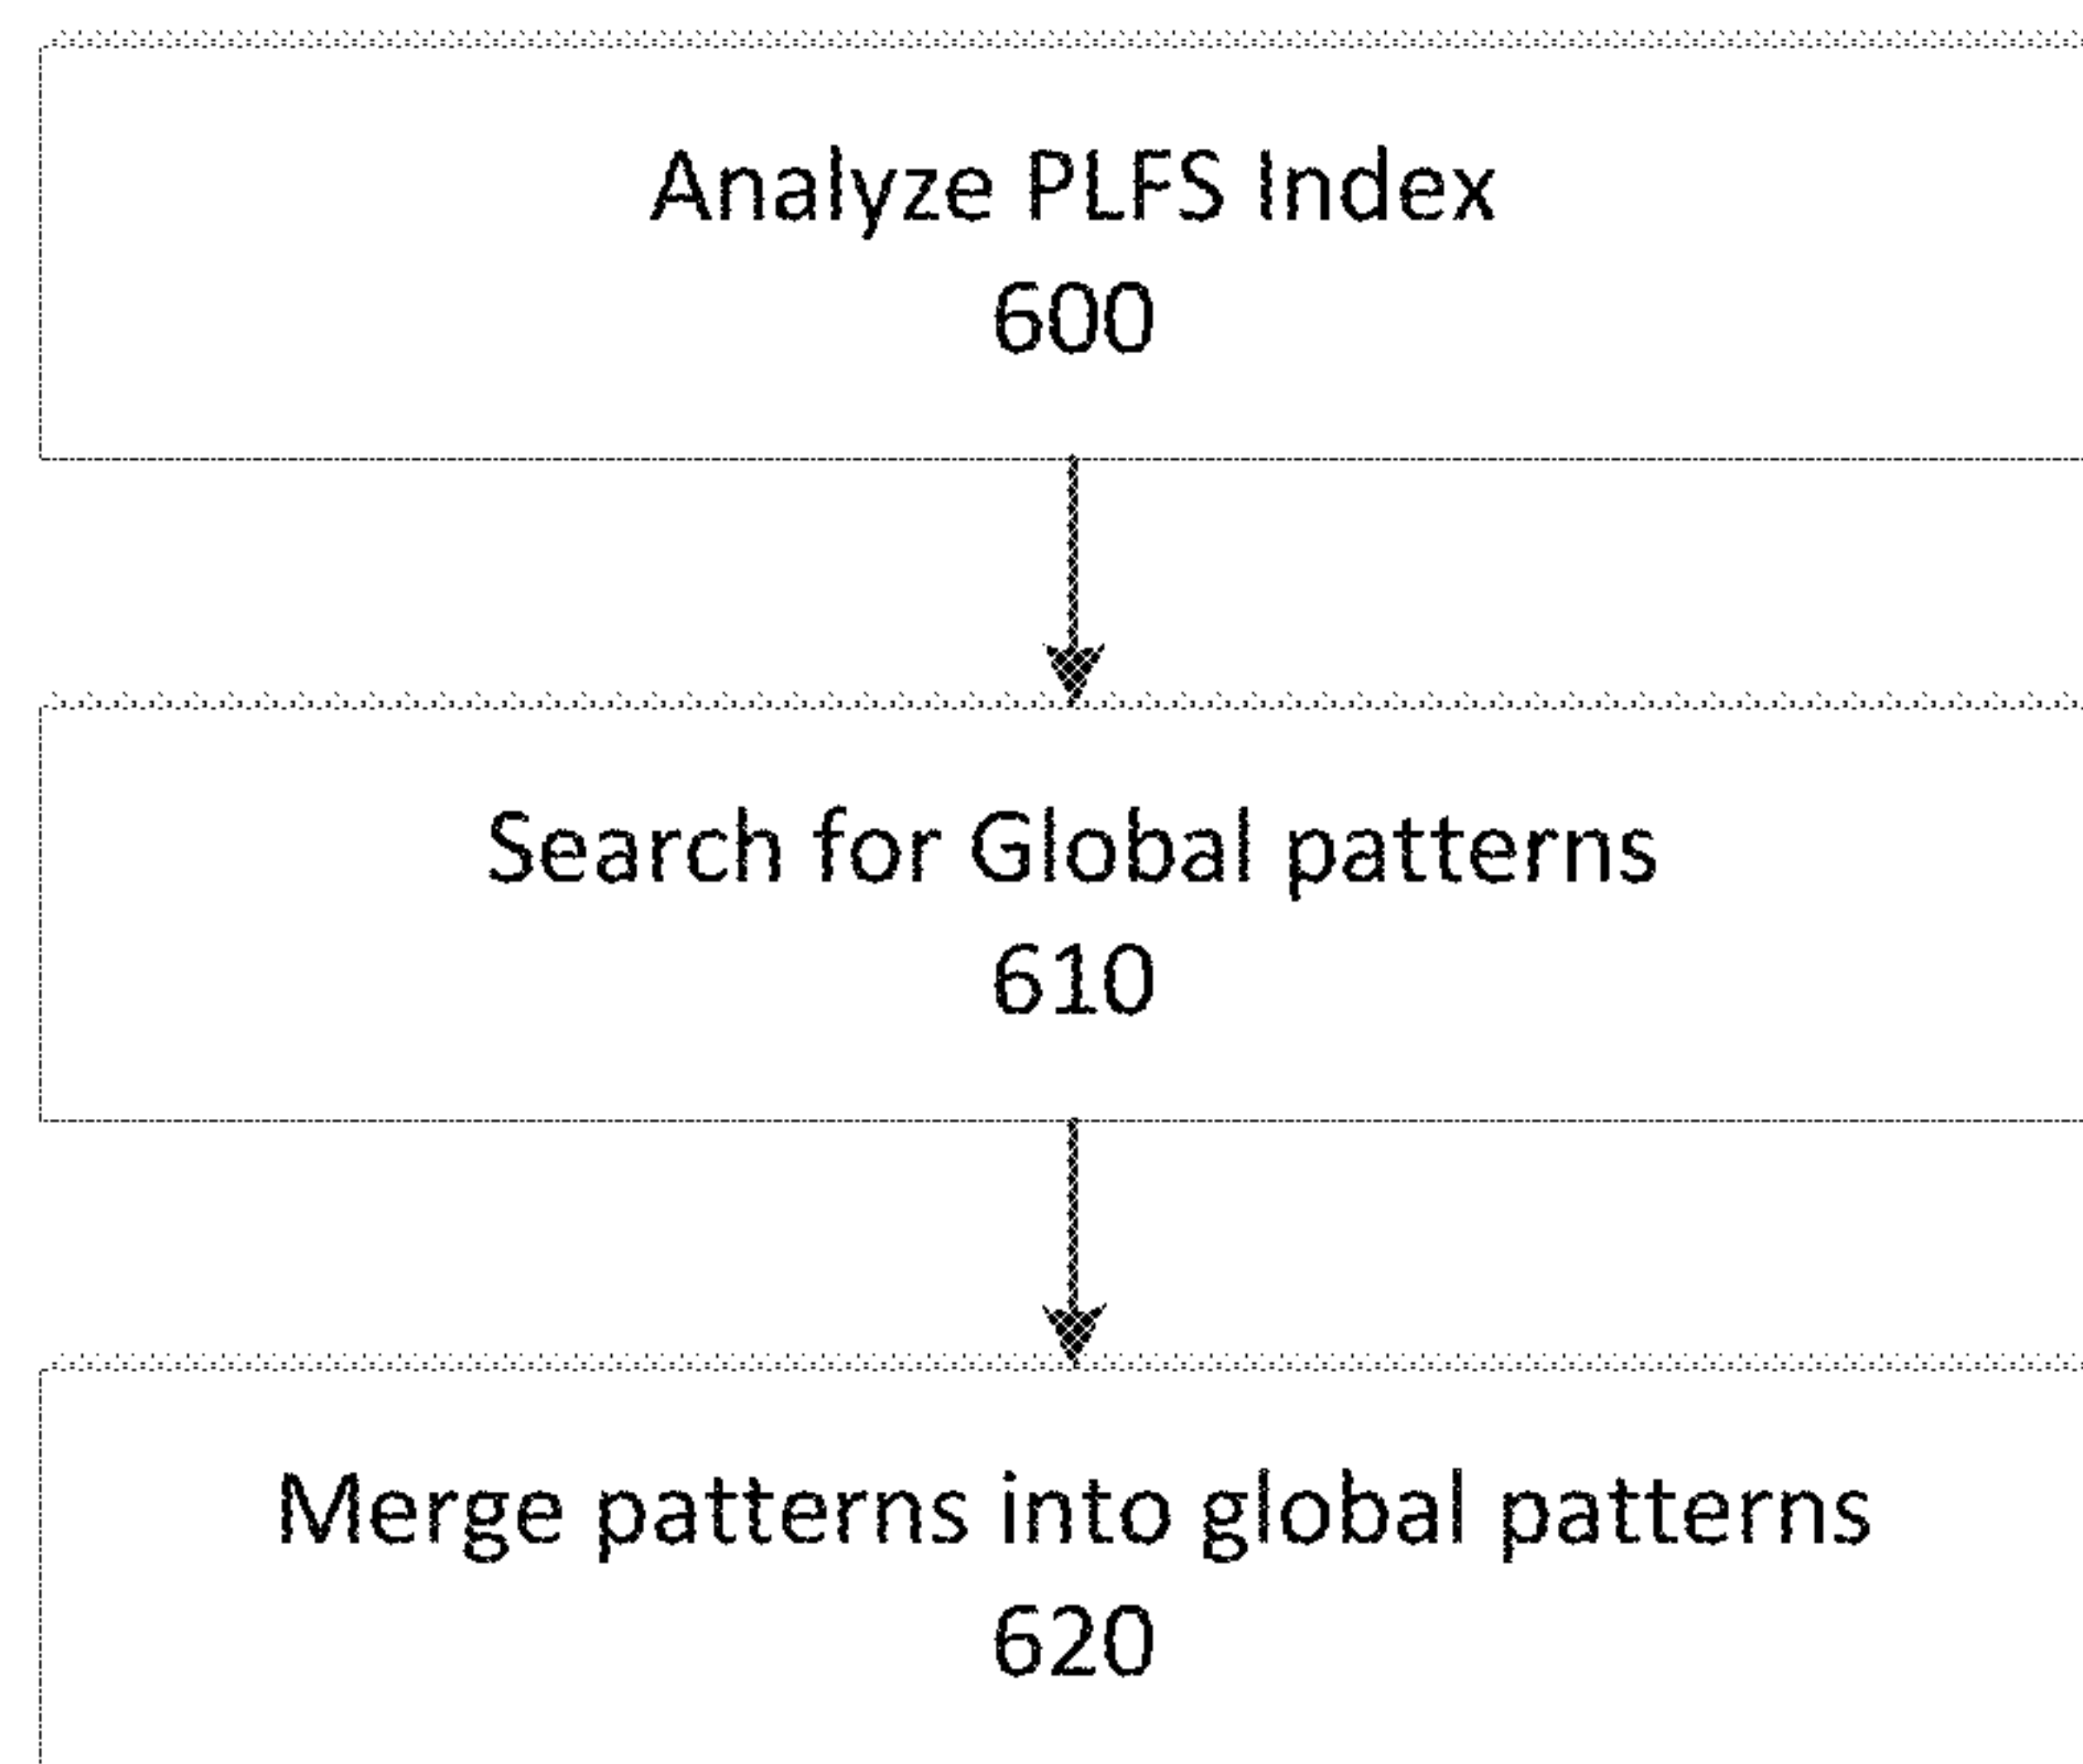 Analyze PLFS Index
600
Search for Global patterns
610
Merge patterns into global patterns
620